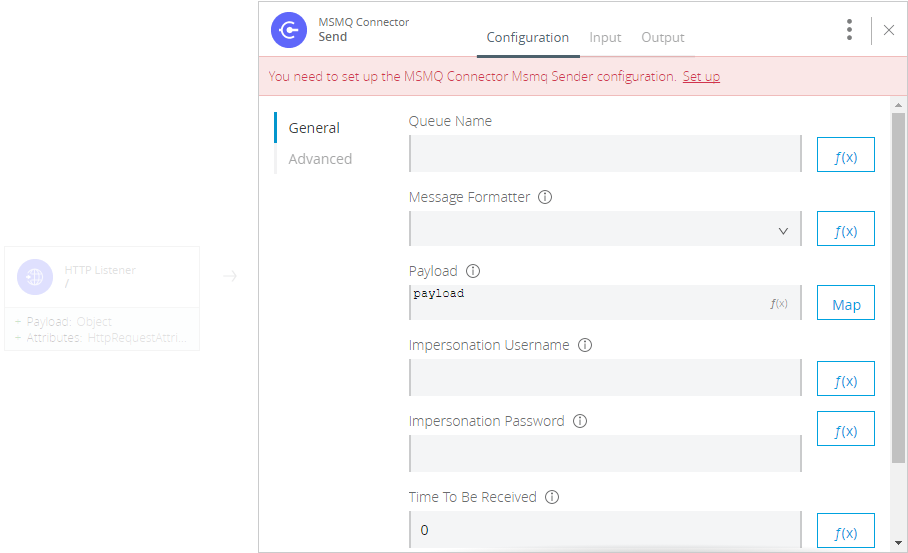 MSMQ Connector
Send
Configuration Input Output
You need to set up the MSMQ Connector Msmq Sender configuration. Set up
General
Advanced
Queue Name
ƒ(x)
Message Formatter
ƒ(x)
Payload
payload ƒ(x) Map
Impersonation Username
ƒ(x)
Impersonation Password
ƒ(x)
Time To Be Received
0 ƒ(x)
HTTP Listener
/
Payload: Object
Attributes: HttpRequestAttri...